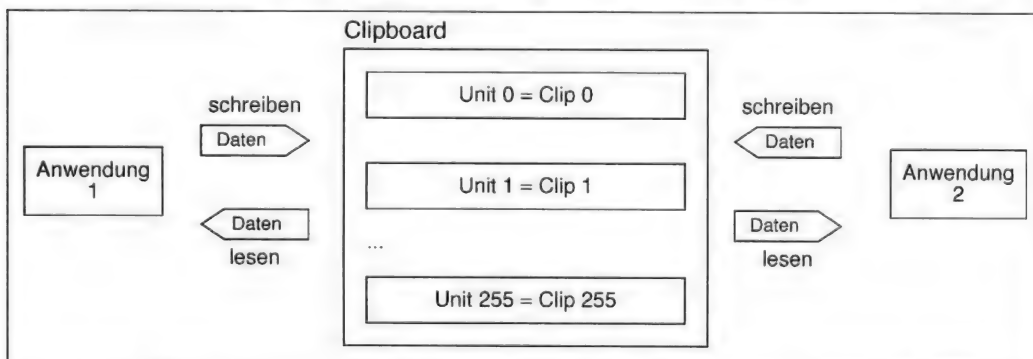 Clipboard
Unit 0 = Clip 0
schreiben
Daten
schreiben
Daten
Anwendung
1
Unit 1 = Clip 1
Anwendung
2
Daten
lesen
...
Daten
lesen
Unit 255 = Clip 255